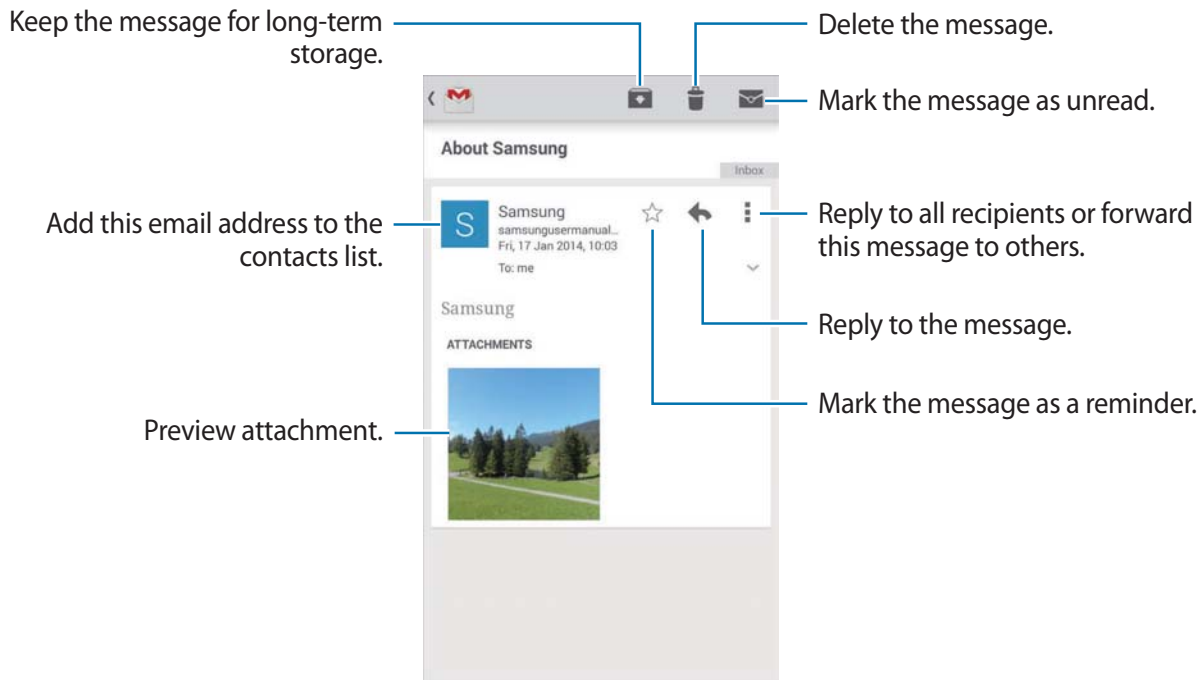 Keep the message for long-term
storage.
Delete the message.
Mark the message as unread.
About Samsung
Inbox
Add this email address to the
contacts list.
S
Samsung
samsungusermanual...
Fri, 17 Jan 2014, 10:03
To: me
Reply to all recipients or forward
this message to others.
Samsung
Reply to the message.
ATTACHMENTS
Mark the message as a reminder.
Preview attachment.